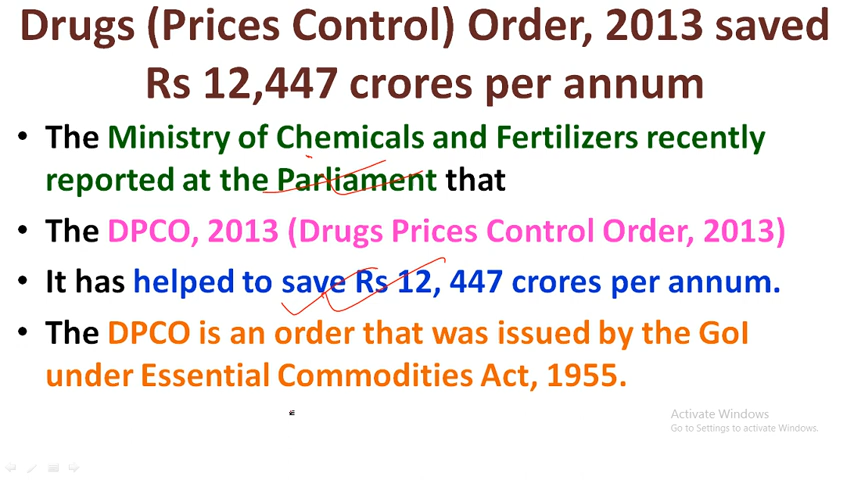 Drugs (Prices Control) Order, 2013 saved
Rs 12,447 crores per annum
• The Ministry of Chemicals and Fertilizers recently
reported at the Parliament that
• The DPCO, 2013 (Drugs Prices Control Order, 2013)
• It has helped to save Rs 12, 447 crores per annum.
• The DPCO is an order that was issued by the GoI
under Essential Commodities Act, 1955.
Activate Windows
Go to Settings to activate Windows.